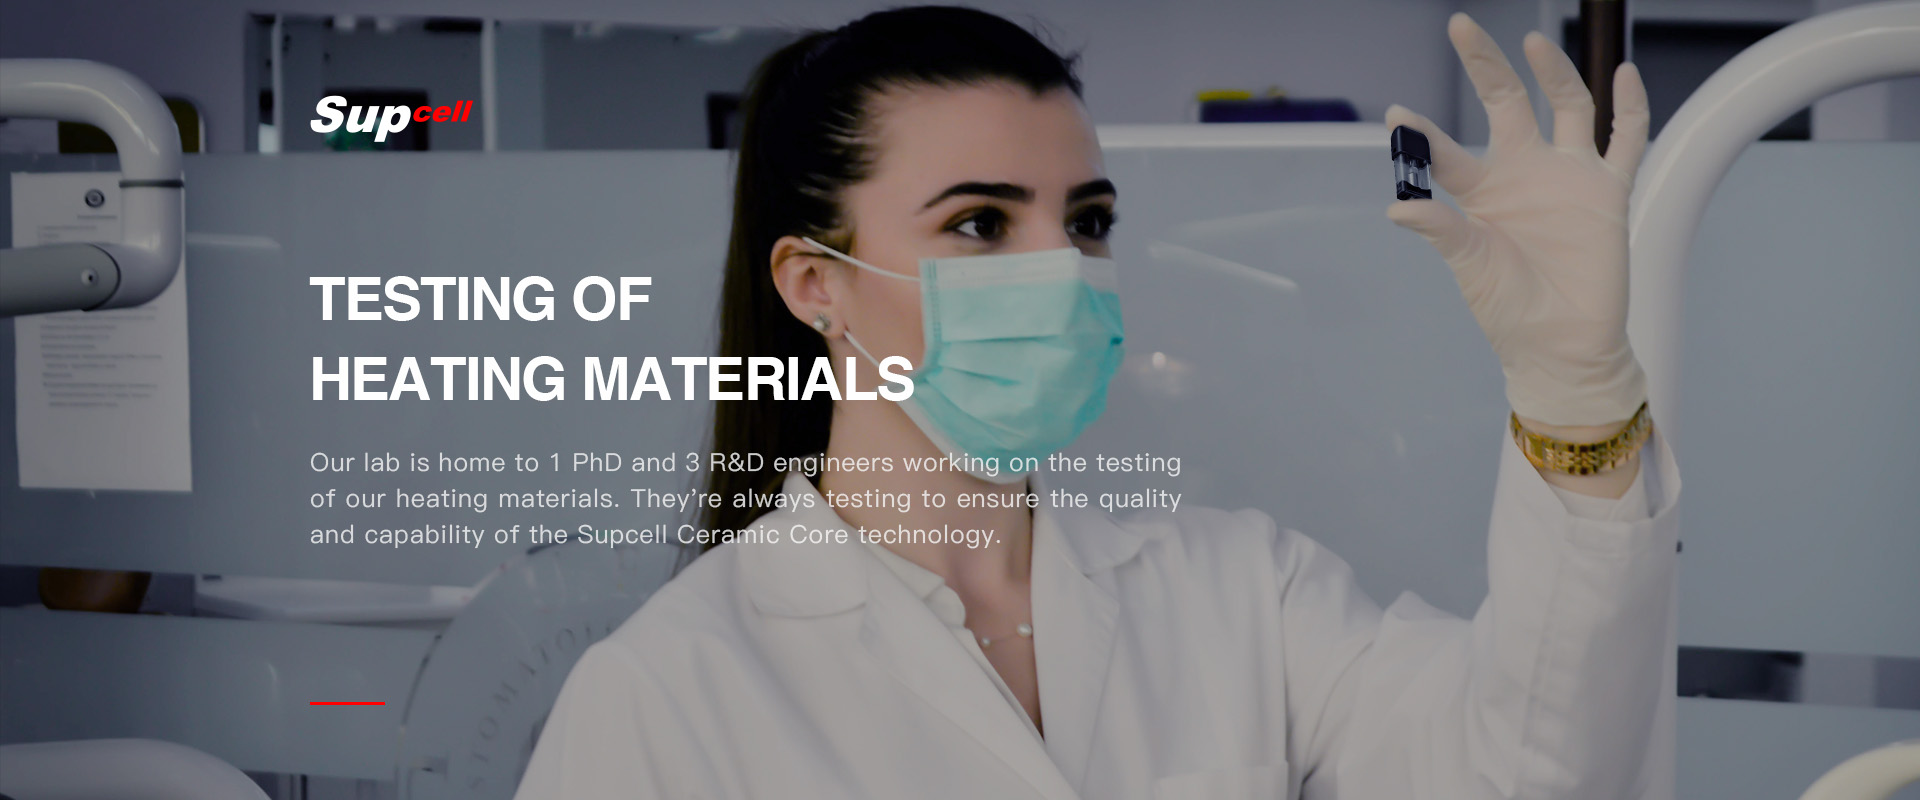 Supcell
TESTING OF
HEATING MATERIALS
Our lab is home to 1 PhD and 3 R&D engineers working on the testing
of our heating materials. They’re always testing to ensure the quality
and capability of the Supcell Ceramic Core technology.
STOMATOL